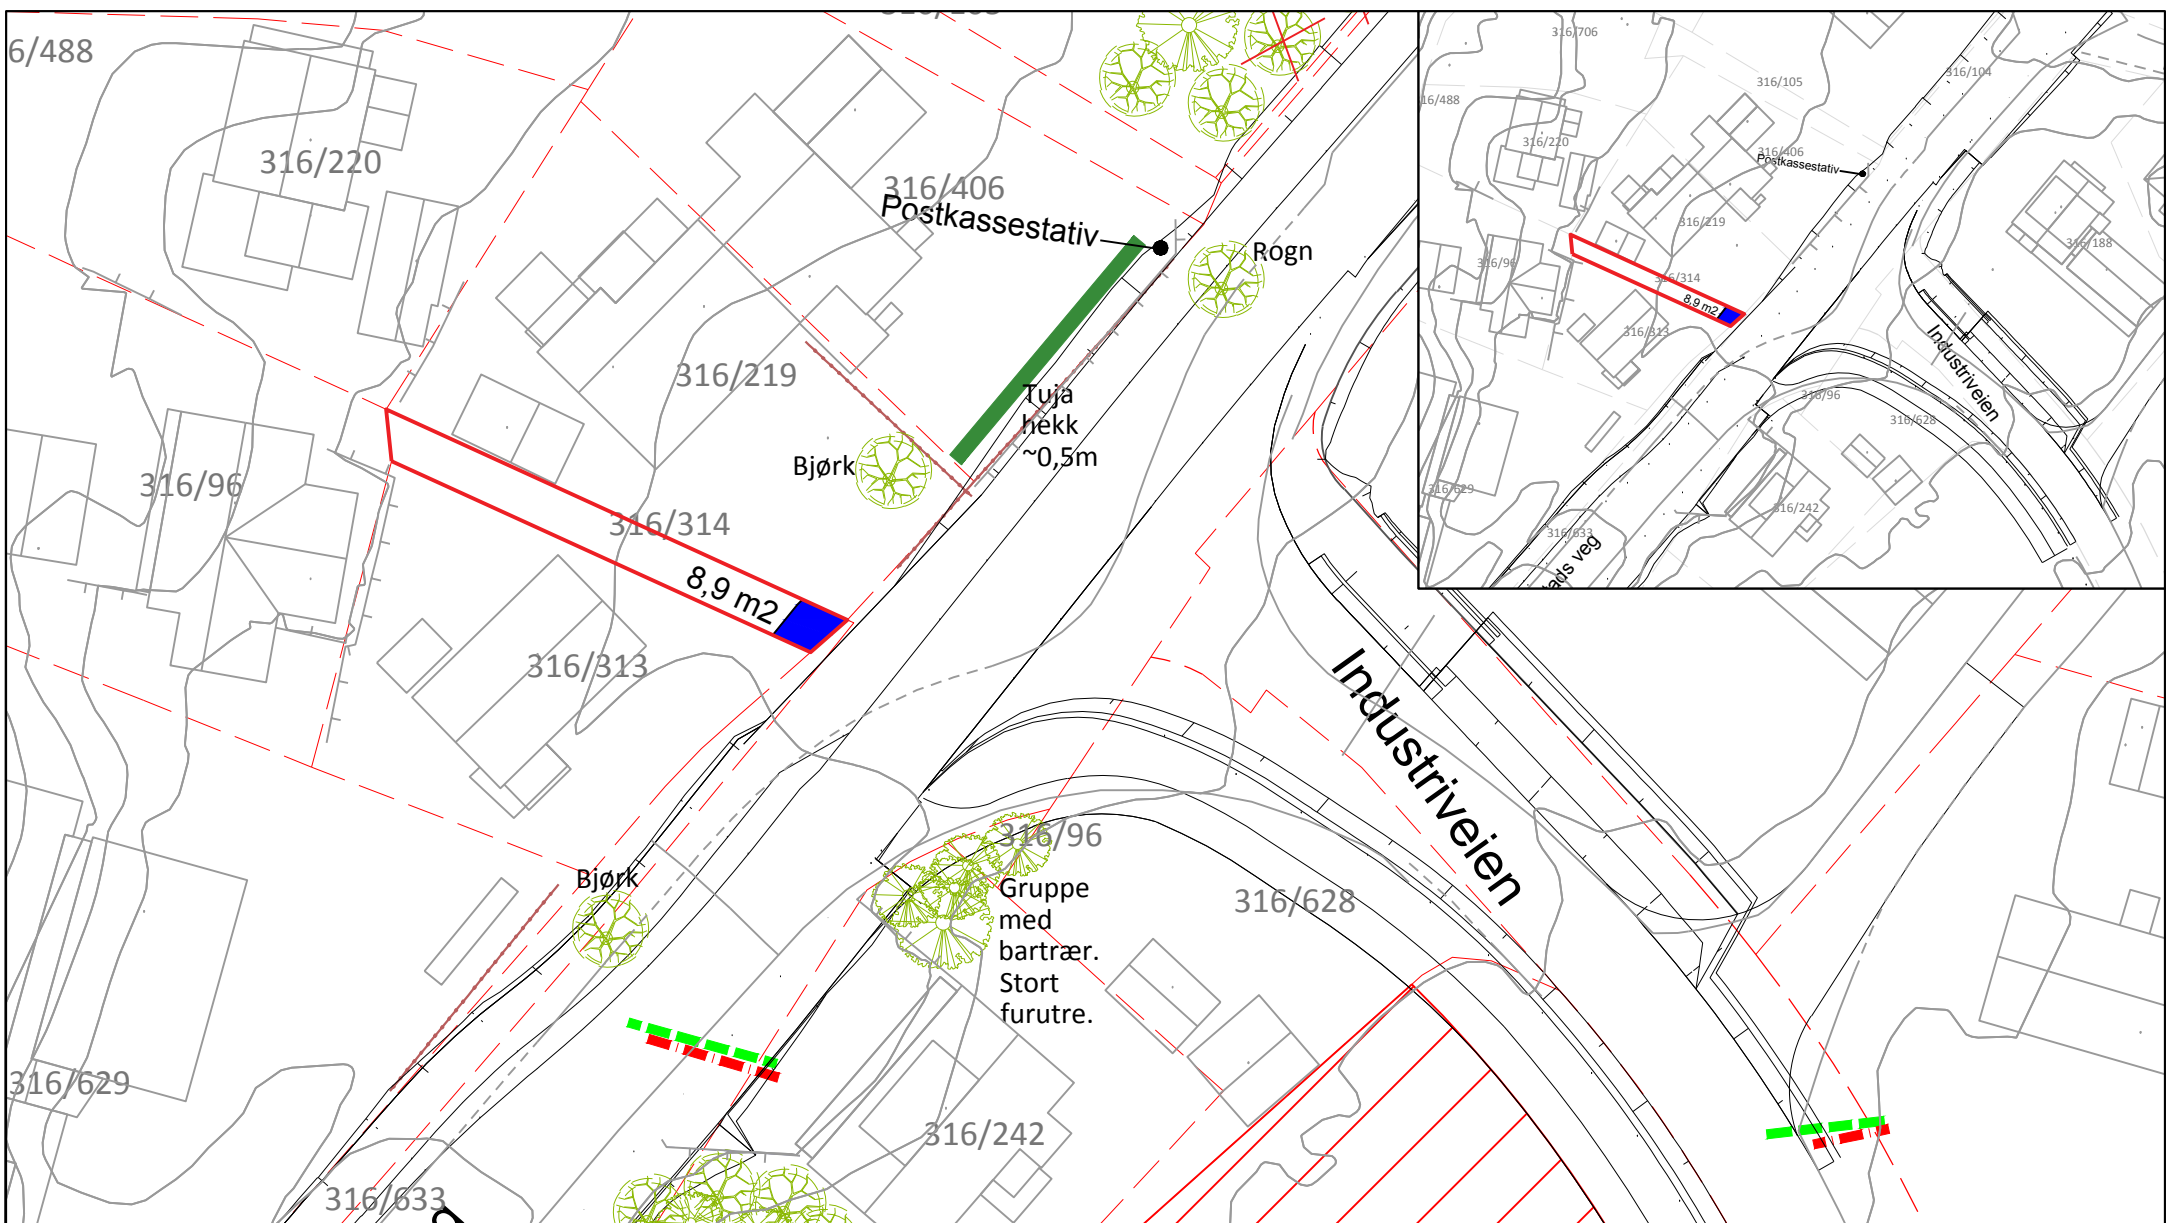 6/488
316/220
316/406
Postkassestativ
Rogn
316/219
Tuja
hekk
~0,5m
Bjørk
316/96
316/314
8,9 m2
316/313
Industriveien
316/96
Bjørk
Gruppe
med
bartrær.
Stort
furutre.
316/628
316/629
316/242
316/633
316/706
316/105
316/104
16/488
316/220
316/406
Postkassestativ
316/219
316/188
316/96
316/314
8,9 m2
316/313
Industriveien
316/96
316/628
316/629
316/242
316/633
ads veg